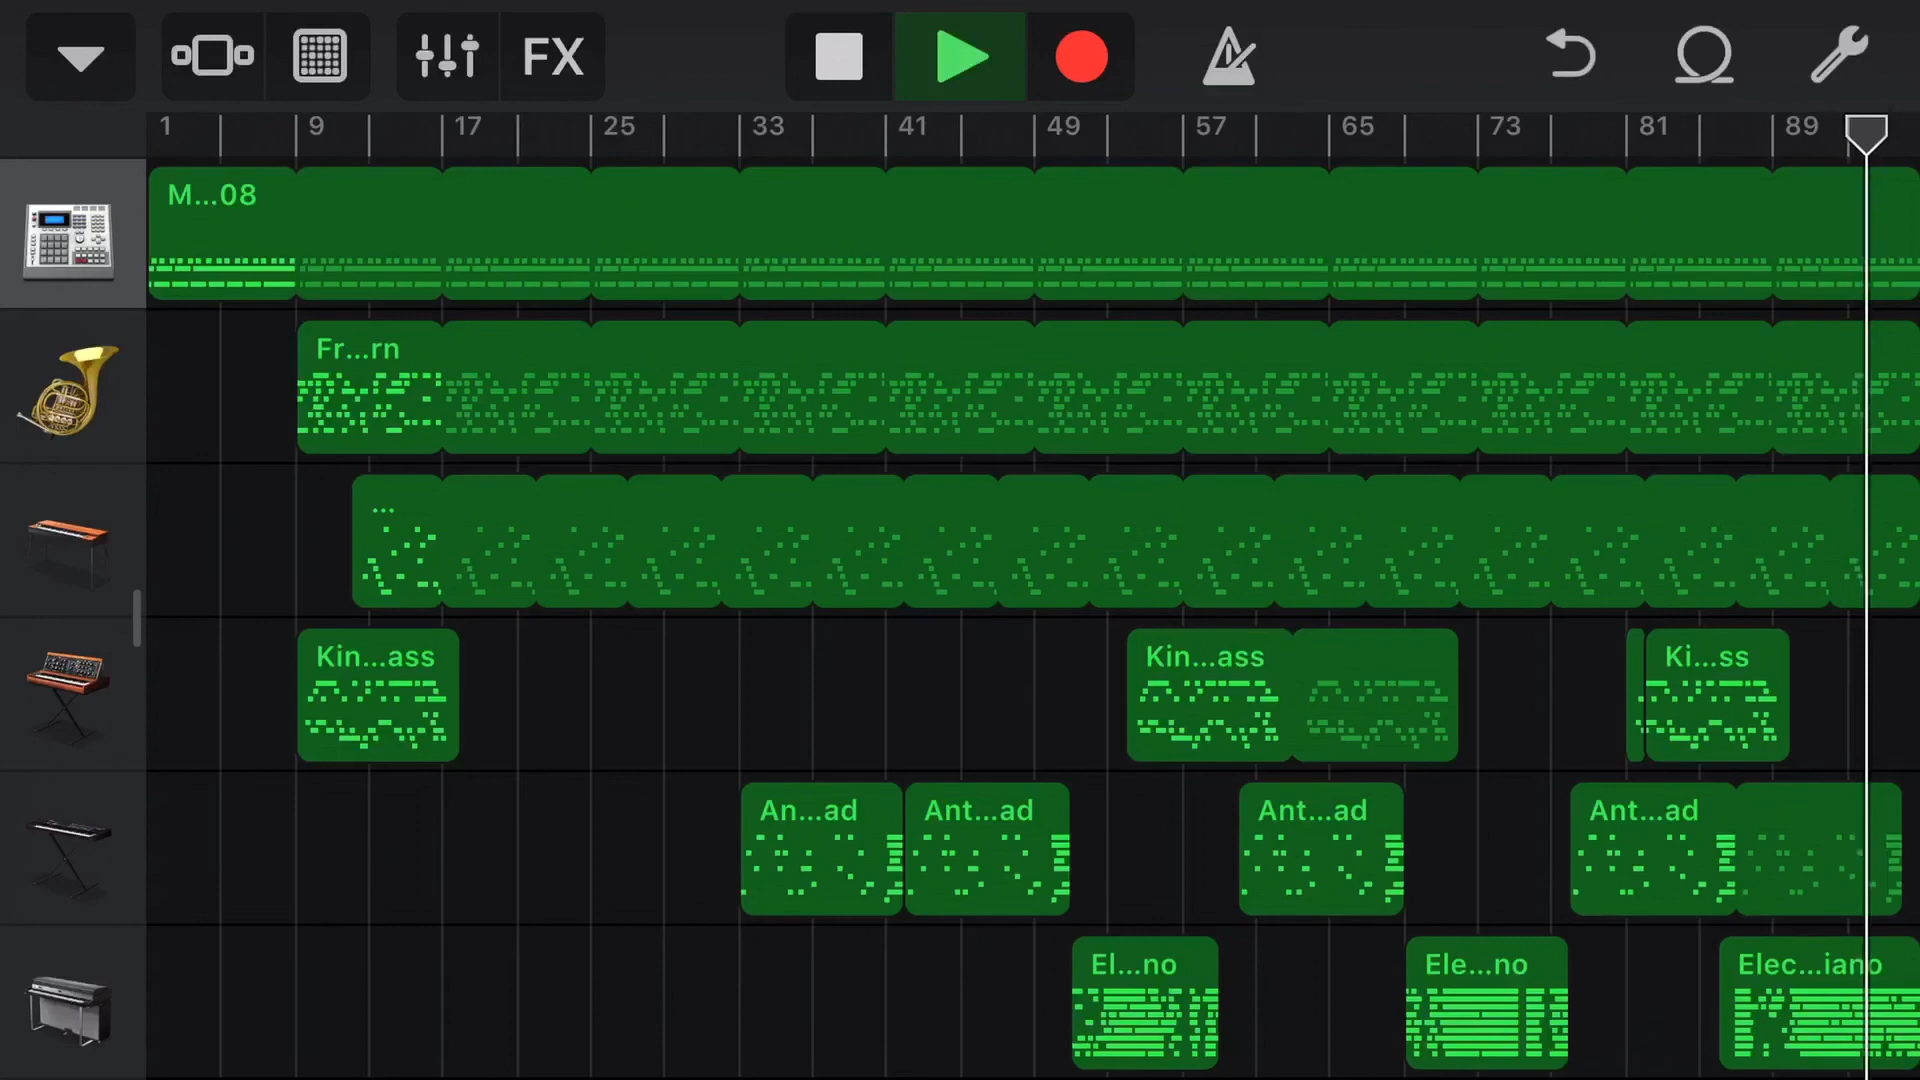 FX
1 9 17 25 33 41 49 57 65 73 81 89
M...08
Fr...rn
...
Kin...ass Kin...ass Ki...ss
An...ad Ant...ad Ant...ad Ant...ad
El...no Ele...no Elec...iano